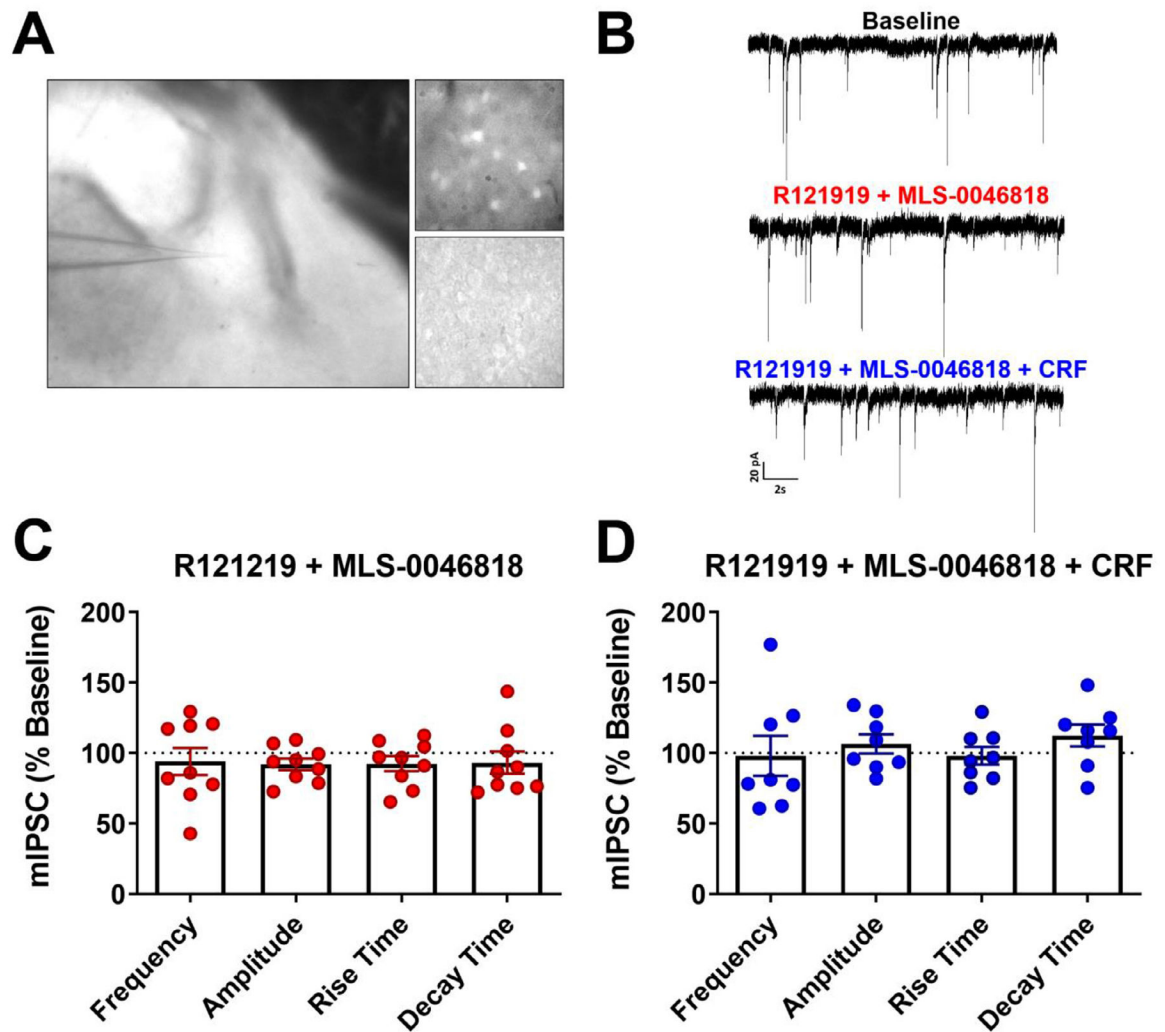 A
B
Baseline
R121919 + MLS-0046818
R121919 + MLS-0046818 + CRF
20 pA
2s
C
R121219 + MLS-0046818
mIPSC (% Baseline)
200
150
100
50
0
Frequency
Amplitude
Rise Time
Decay Time
D
R121919 + MLS-0046818 + CRF
mIPSC (% Baseline)
200
150
100
50
0
Frequency
Amplitude
Rise Time
Decay Time